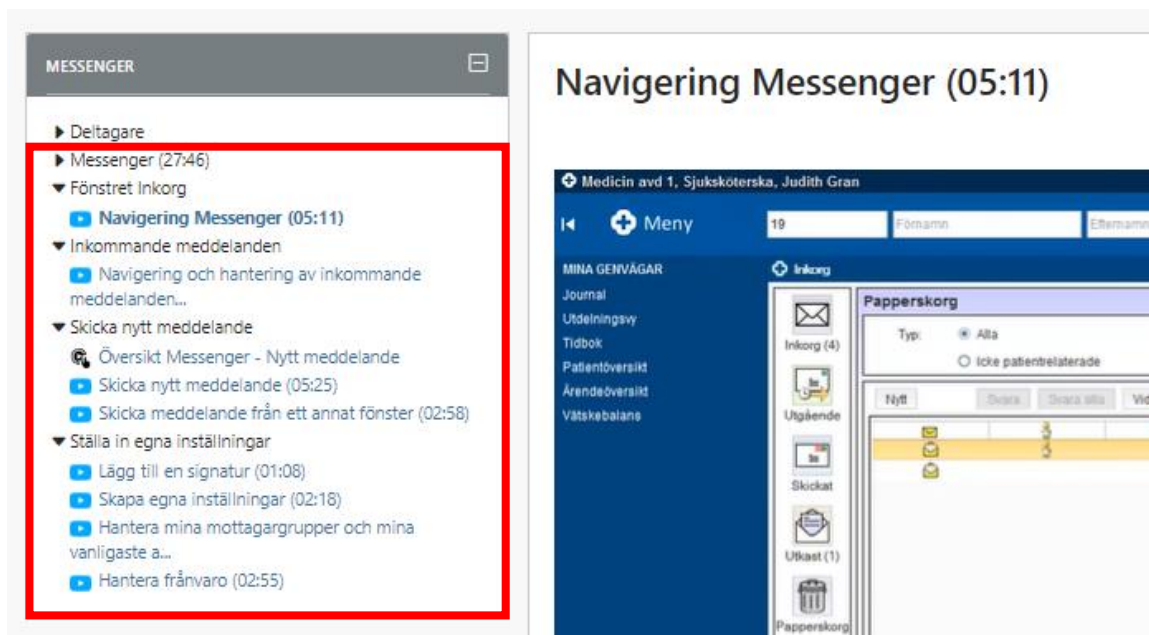 MESSENGER
Deltagare
Messenger (27:46)
Fönstret Inkorg
Navigering Messenger (05:11)
Inkommande meddelanden
Navigering och hantering av inkommande
meddelanden...
Skicka nytt meddelande
Översikt Messenger - Nytt meddelande
Skicka nytt meddelande (05:25)
Skicka meddelande från ett annat fönster (02:58)
Ställa in egna inställningar
Lägg till en signatur (01:08)
Skapa egna inställningar (02:18)
Hantera mina mottagargrupper och mina
vanligaste a...
Hantera frånvaro (02:55)
Navigering Messenger (05:11)
Medicin avd 1, Sjuksköterska, Judith Gran
Meny
19
Förnamn
Efternamn
MINA GENVÄGAR
Journal
Utdelningsvy
Tidbok
Patientöversikt
Ärendeöversikt
Vätskebalans
Inkorg
Inkorg (4)
Utgående
Skickat
Utkast (1)
Papperskorg
Papperskorg
Typ:
Alla
Icke patientrelaterade
Nytt
Svara
Svara alla
Vid